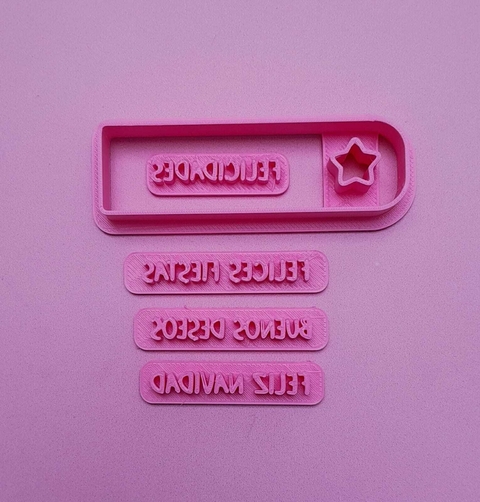 FELICIDADES
FELICES FIESTAS
BUENOS DESEOS
FELIZ NAVIDAD